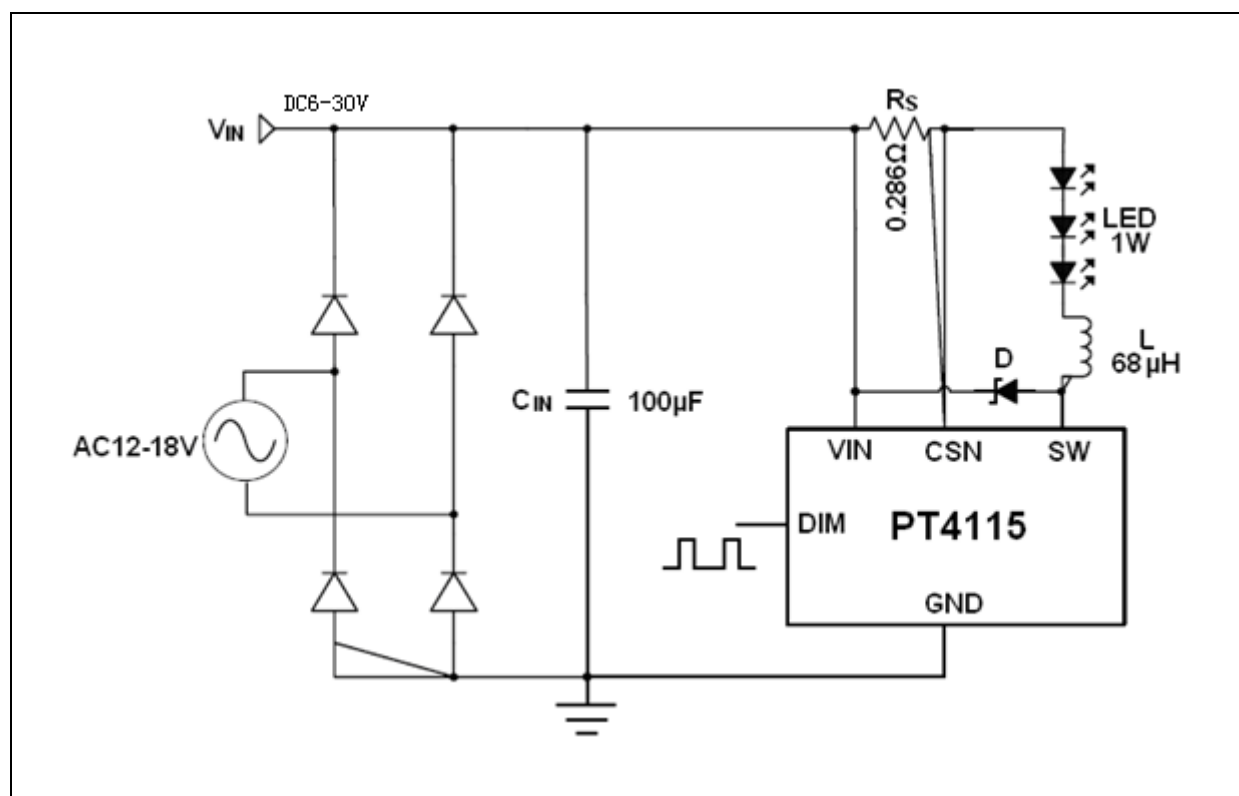 DC6-30V
VIN
RS
0.286Ω
LED
1W
D
L
68µH
CIN
100µF
AC12-18V
VIN
CSN
SW
DIM
PT4115
GND